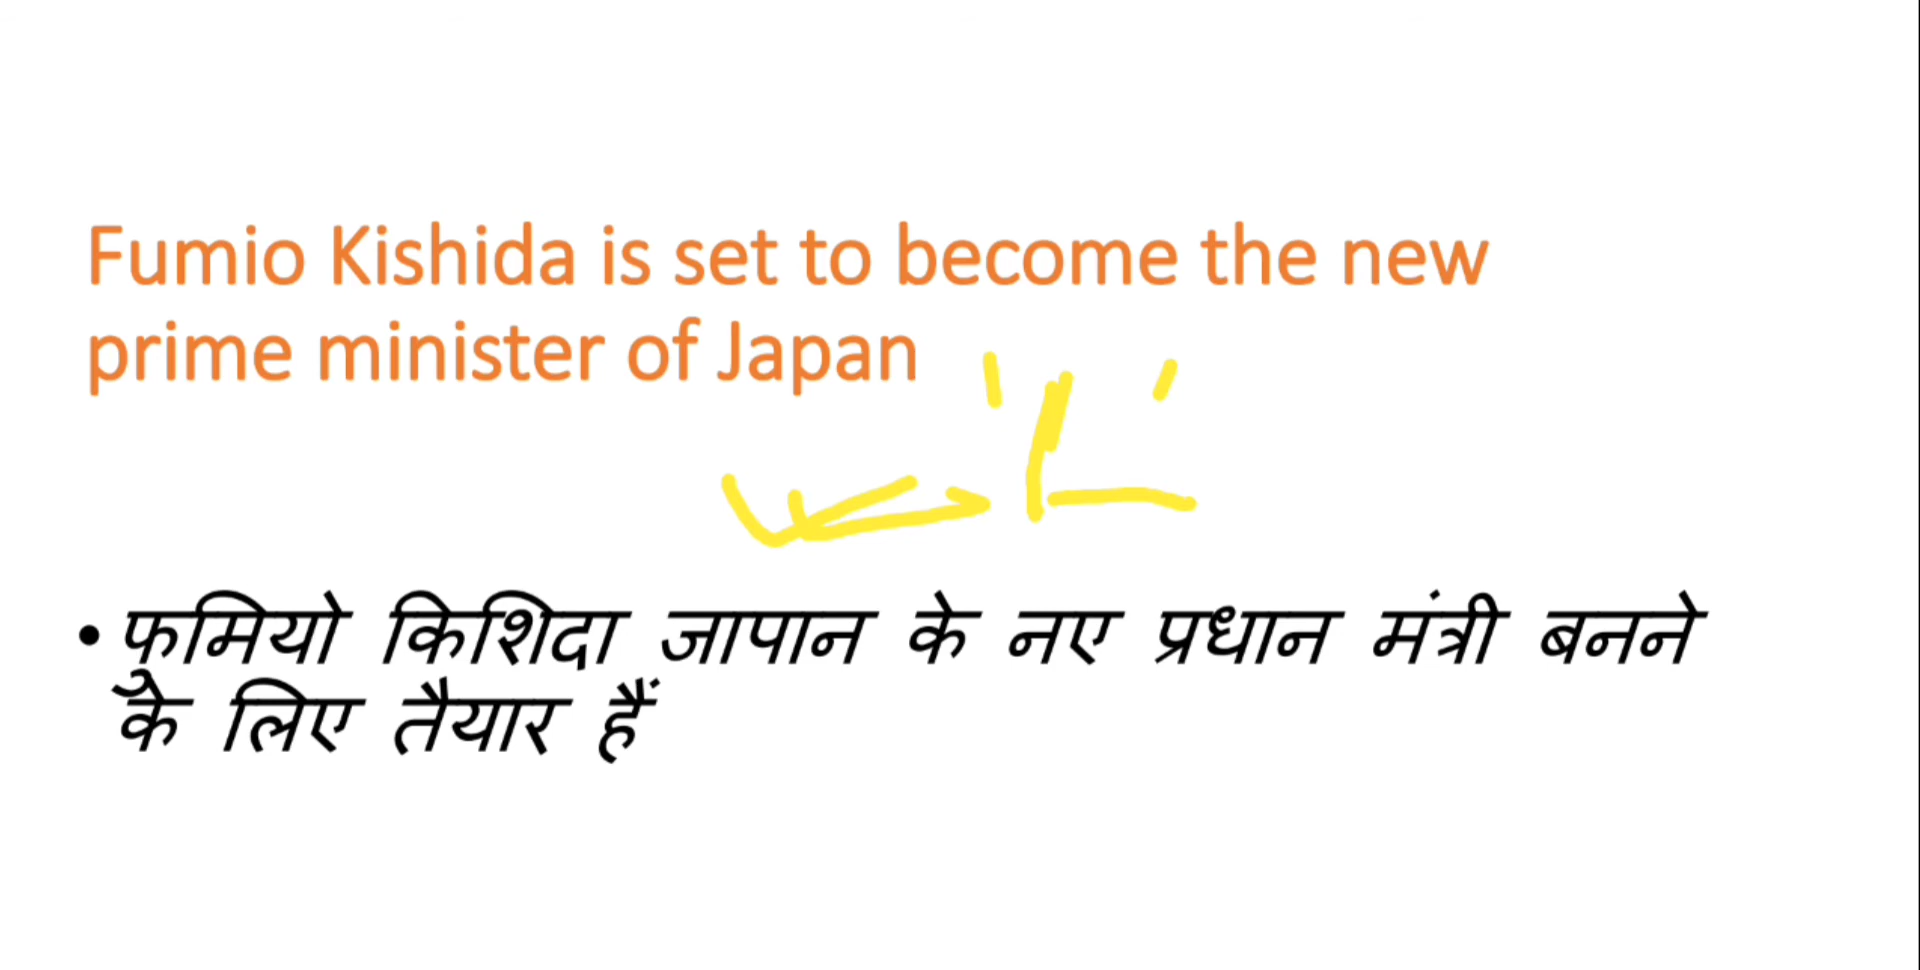 Fumio Kishida is set to become the new
prime minister of Japan
• फुमियो किशिदा जापान के नए प्रधान मंत्री बनने
के लिए तैयार हैं